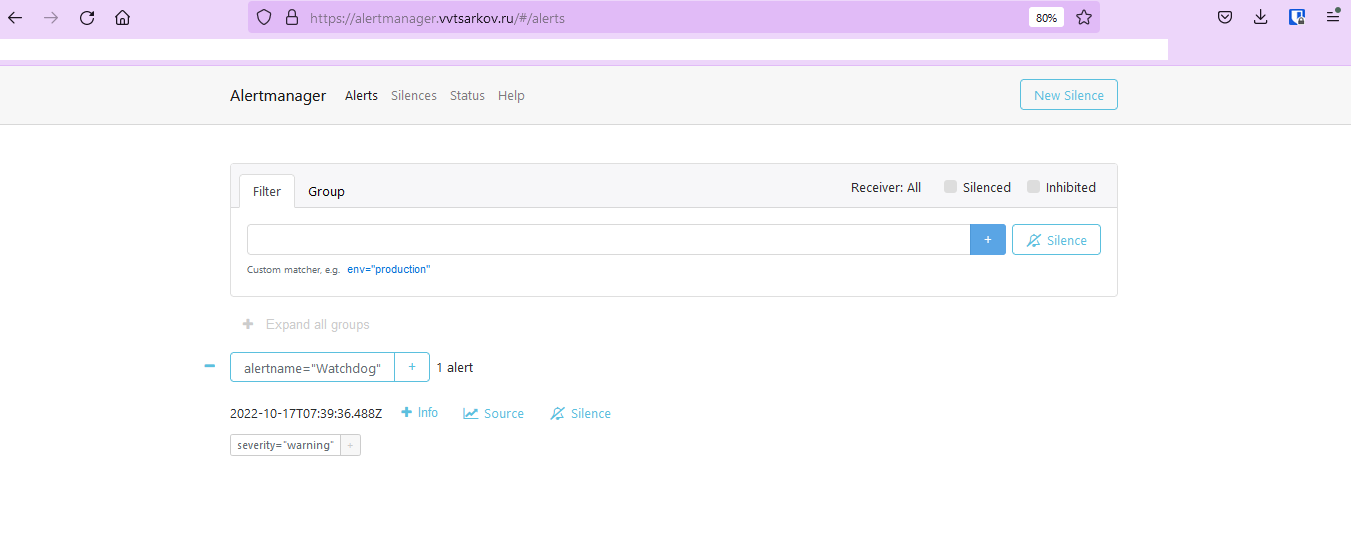 https://alertmanager.vvtsarkov.ru/#/alerts 80%
Alertmanager Alerts Silences Status Help New Silence
Filter Group Receiver: All Silenced Inhibited
+ Silence
Custom matcher, e.g. env="production"
+ Expand all groups
alertname="Watchdog" + 1 alert
2022-10-17T07:39:36.488Z + Info Source Silence
severity="warning" +